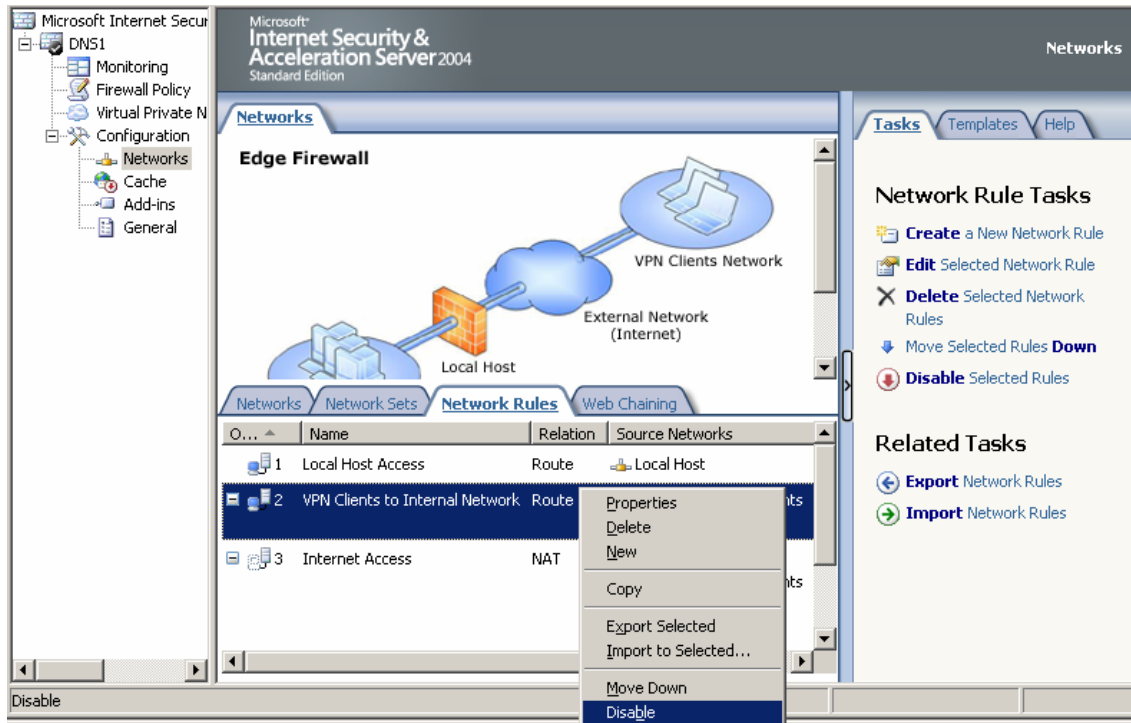 Microsoft Internet Secur
DNS1
Monitoring
Firewall Policy
Virtual Private N
Configuration
Networks
Cache
Add-ins
General
Microsoft
Internet Security &
Acceleration Server 2004
Standard Edition
Networks
Networks
Edge Firewall
VPN Clients Network
External Network
(Internet)
Local Host
Networks Network Sets Network Rules Web Chaining
O... Name Relation Source Networks
1 Local Host Access Route Local Host
2 VPN Clients to Internal Network Route nts
3 Internet Access NAT
nts
Properties
Delete
New
Copy
Export Selected
Import to Selected...
Move Down
Disable
Tasks Templates Help
Network Rule Tasks
Create a New Network Rule
Edit Selected Network Rule
Delete Selected Network
Rules
Move Selected Rules Down
Disable Selected Rules
Related Tasks
Export Network Rules
Import Network Rules
Disable